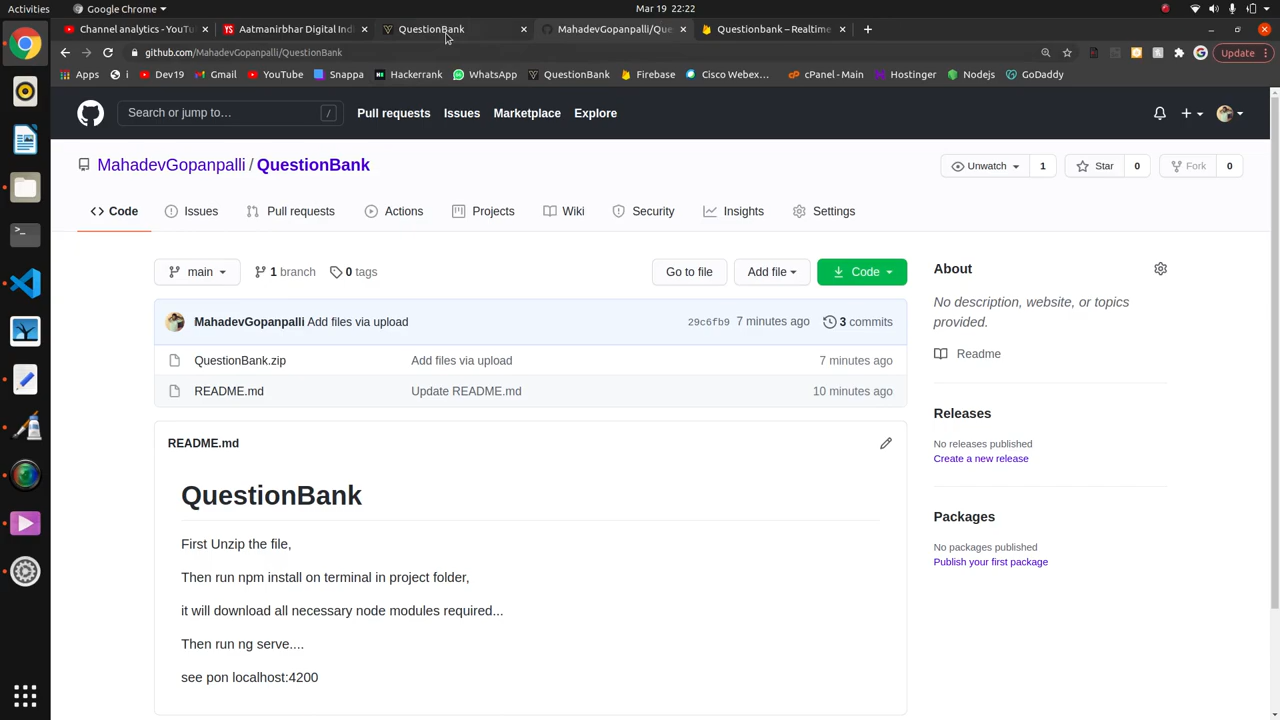 Activities
Google Chrome
Mar 19 22:22
Channel analytics - YouTu
Aatmanirbhar Digital Indi
QuestionBank
MahadevGopanpalli/Que
Questionbank – Realtime
github.com/MahadevGopanpalli/QuestionBank
Update
Apps
i
Dev19
Gmail
YouTube
Snappa
Hackerrank
WhatsApp
QuestionBank
Firebase
Cisco Webex...
cPanel - Main
Hostinger
Nodejs
GoDaddy
Search or jump to…
/
Pull requests
Issues
Marketplace
Explore
MahadevGopanpalli / QuestionBank
Unwatch
1
Star
0
Fork
0
Code
Issues
Pull requests
Actions
Projects
Wiki
Security
Insights
Settings
main
1 branch
0 tags
Go to file
Add file
Code
MahadevGopanpalli Add files via upload
29c6fb9 7 minutes ago
3 commits
QuestionBank.zip
Add files via upload
7 minutes ago
README.md
Update README.md
10 minutes ago
README.md
QuestionBank
First Unzip the file,
Then run npm install on terminal in project folder,
it will download all necessary node modules required...
Then run ng serve....
see pon localhost:4200
About
No description, website, or topics
provided.
Readme
Releases
No releases published
Create a new release
Packages
No packages published
Publish your first package